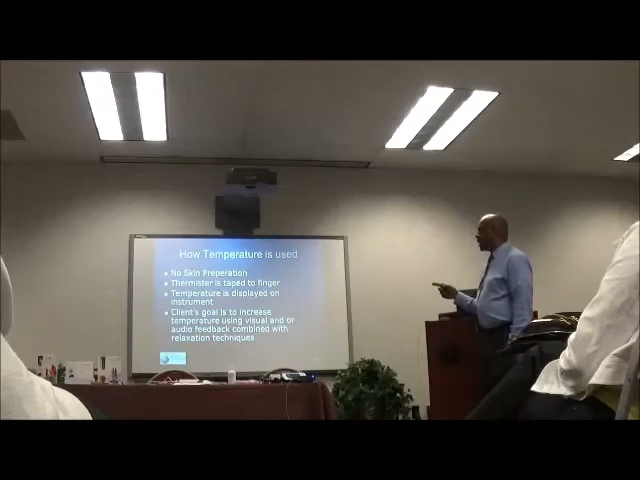 How Temperature is used
No Skin Preperation
Thermister is taped to finger
Temperature is displayed on
instrument
Client's goal is to increase
temperature using visual and or
audio feedback combined with
relaxation techniques